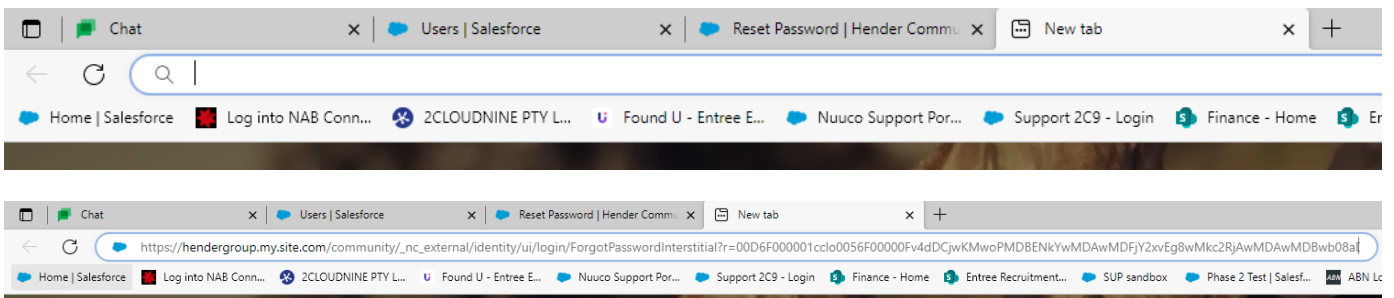 Chat Users | Salesforce Reset Password | Hender Commu New tab
Home | Salesforce Log into NAB Conn... 2CLOUDNINE PTY L... Found U - Entree E... Nuuco Support Por... Support 2C9 - Login Finance - Home
Chat Users | Salesforce Reset Password | Hender Commu New tab
https://hendergroup.my.site.com/community/_nc_external/identity/ui/login/ForgotPasswordInterstitial?r=00D6F000001cclo0056F00000Fv4dDCjwKMwoPMDBENkYwMDAwMDFjY2xvEg8wMkc2RjAwMDAwMDBwb08aI
Home | Salesforce Log into NAB Conn... 2CLOUDNINE PTY L... Found U - Entree E... Nuuco Support Por... Support 2C9 - Login Finance - Home Entree Recruitment... SUP sandbox Phase 2 Test | Salesf... ABN ABN Lo